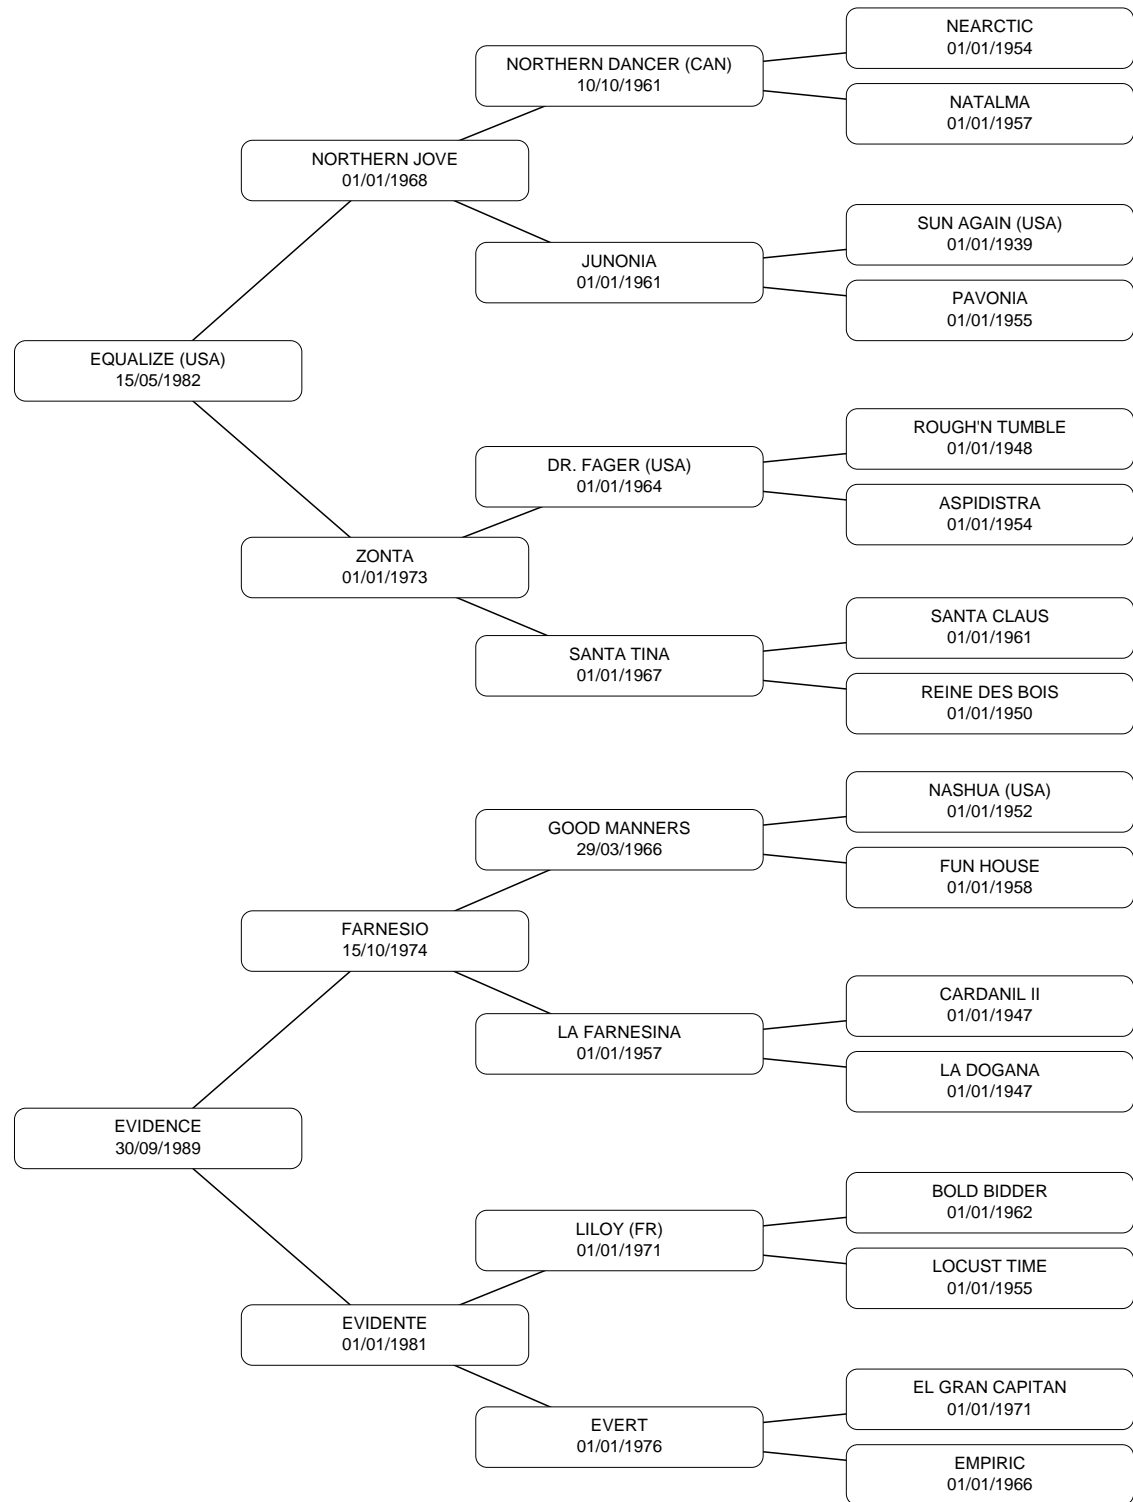 NEARCTIC
01/01/1954
NORTHERN DANCER (CAN)
10/10/1961
NATALMA
01/01/1957
NORTHERN JOVE
01/01/1968
SUN AGAIN (USA)
01/01/1939
JUNONIA
01/01/1961
PAVONIA
01/01/1955
EQUALIZE (USA)
15/05/1982
ROUGH'N TUMBLE
01/01/1948
DR. FAGER (USA)
01/01/1964
ASPIDISTRA
01/01/1954
ZONTA
01/01/1973
SANTA CLAUS
01/01/1961
SANTA TINA
01/01/1967
REINE DES BOIS
01/01/1950
NASHUA (USA)
01/01/1952
GOOD MANNERS
29/03/1966
FUN HOUSE
01/01/1958
FARNESIO
15/10/1974
CARDANIL II
01/01/1947
LA FARNESINA
01/01/1957
LA DOGANA
01/01/1947
EVIDENCE
30/09/1989
BOLD BIDDER
01/01/1962
LILOY (FR)
01/01/1971
LOCUST TIME
01/01/1955
EVIDENTE
01/01/1981
EL GRAN CAPITAN
01/01/1971
EVERT
01/01/1976
EMPIRIC
01/01/1966